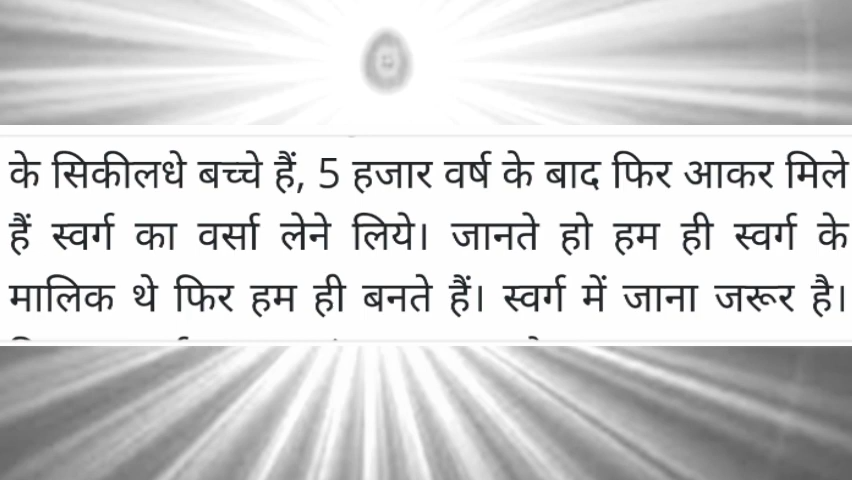 के सिकीलधे बच्चे हैं, 5 हजार वर्ष के बाद फिर आकर मिले
हैं स्वर्ग का वर्सा लेने लिये। जानते हो हम ही स्वर्ग के
मालिक थे फिर हम ही बनते हैं। स्वर्ग में जाना जरूर है।